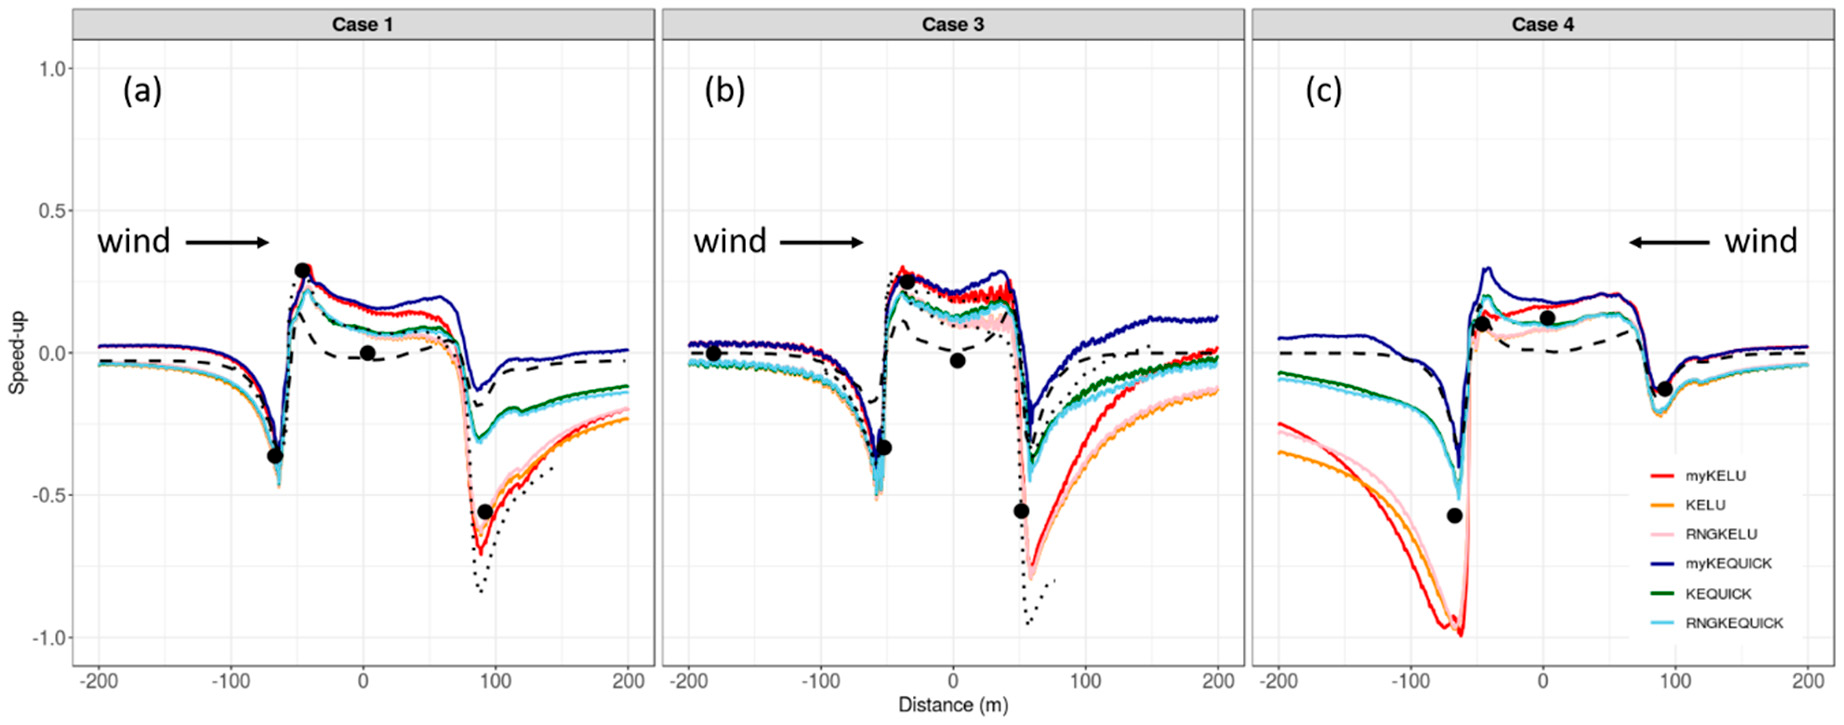 Case 1
Case 3
Case 4
(a)
(b)
(c)
wind
wind
wind
Speed-up
1.0
0.5
0.0
-0.5
-1.0
myKELU
KELU
RNGKELU
myKEQUICK
KEQUICK
RNGKEQUICK
-200 -100 0 100 200
-200 -100 0 100 200
-200 -100 0 100 200
Distance (m)